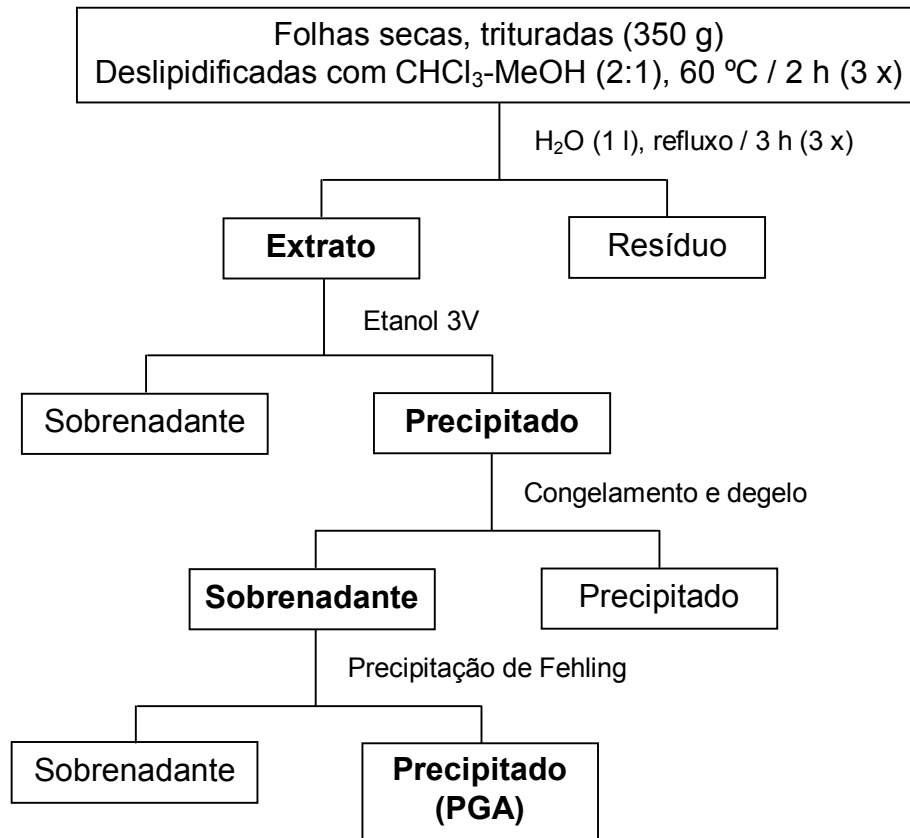 Folhas secas, trituradas (350 g)
Deslipidificadas com CHCl₃-MeOH (2:1), 60 ºC / 2 h (3 x)
H₂O (1 l), refluxo / 3 h (3 x)
Extrato
Resíduo
Etanol 3V
Sobrenadante
Precipitado
Congelamento e degelo
Sobrenadante
Precipitado
Precipitação de Fehling
Sobrenadante
Precipitado
(PGA)